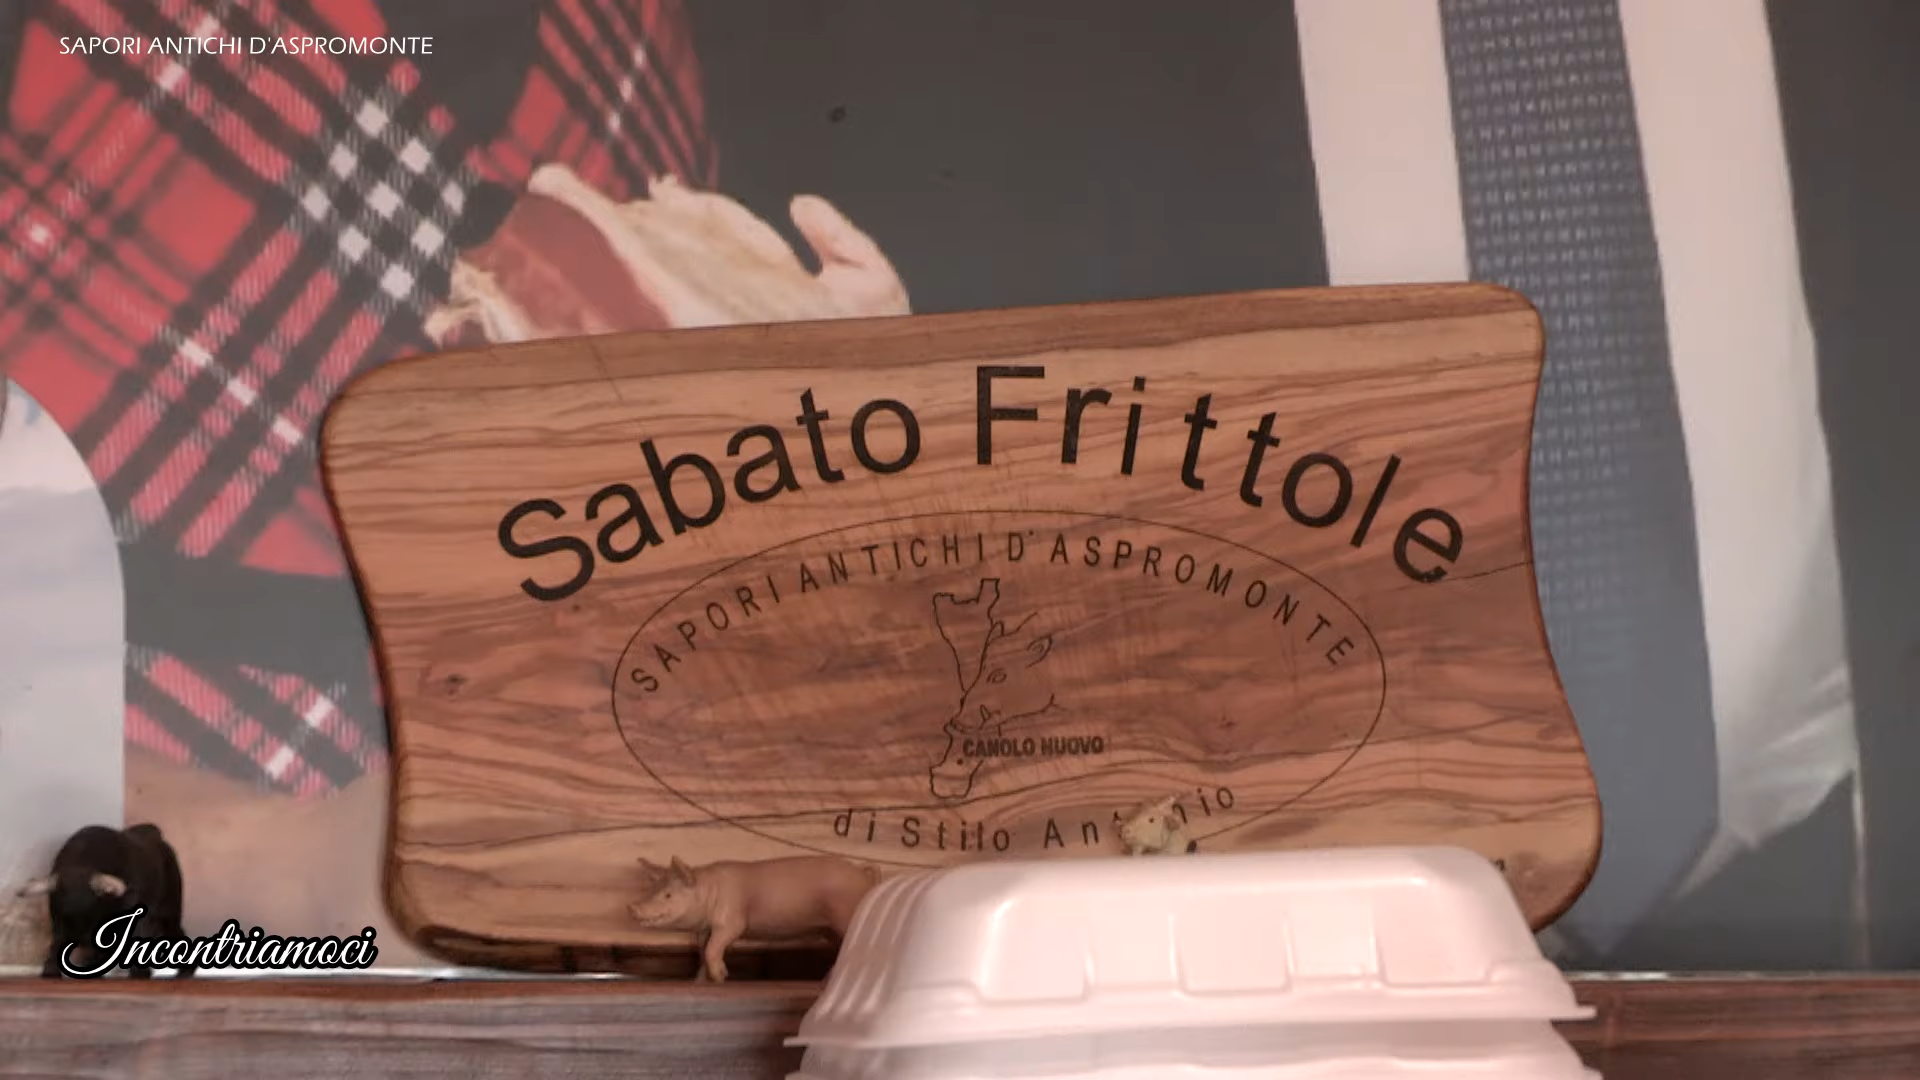 SAPORI ANTICHI D'ASPROMONTE
Sabato Frittole
SAPORI ANTICHI D'ASPROMONTE
CANOLO NUOVO
di Stilo Antonio
Incontriamoci